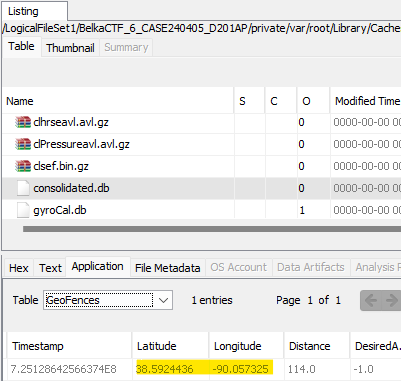 Listing
/LogicalFileSet1/BelkaCTF_6_CASE240405_D201AP/private/var/root/Library/Cache
Table Thumbnail Summary
Name S C O Modified Time
clhrseavl.avl.gz 0 0000-00-00 00
clPressureavl.avl.gz 0 0000-00-00 00
clsef.bin.gz 0 0000-00-00 00
consolidated.db 0 0000-00-00 00
gyroCal.db 1 0000-00-00 00
Hex Text Application File Metadata OS Account Data Artifacts Analysis R
Table GeoFences 1 entries Page 1 of 1
Timestamp Latitude Longitude Distance DesiredA
7.25128642566374E8 38.5924436 -90.057325 114.0 -1.0